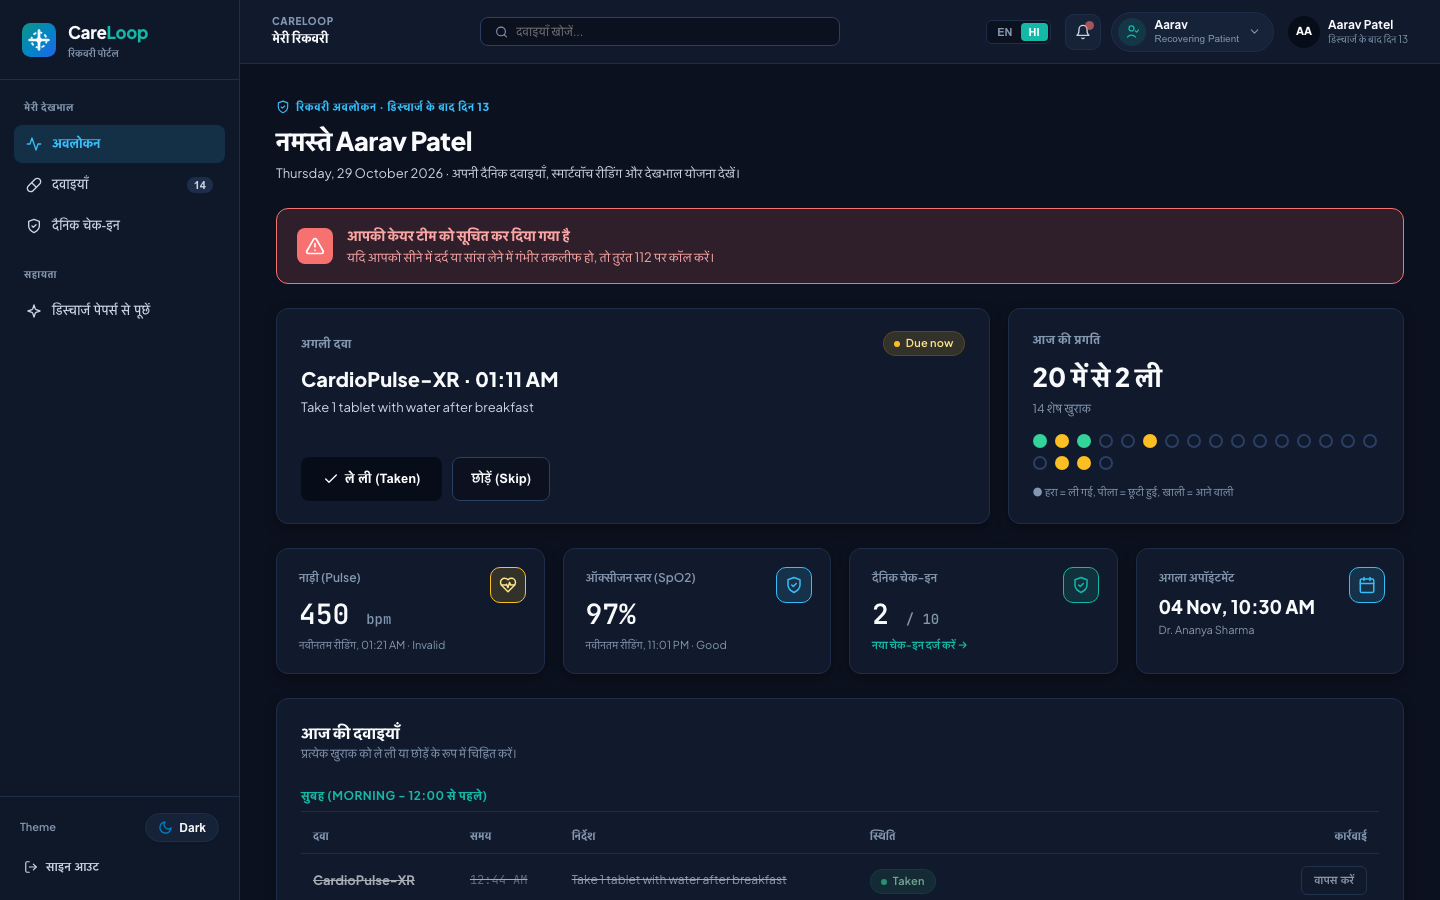 CareLoop
रिकवरी पोर्टल
मेरी देखभाल
अवलोकन
दवाइयाँ 14
दैनिक चेक-इन
सहायता
डिस्चार्ज पेपर्स से पूछें
Theme Dark
साइन आउट
CARELOOP
मेरी रिकवरी
दवाइयाँ खोजें...
EN HI
Aarav
Recovering Patient
AA
Aarav Patel
डिस्चार्ज के बाद दिन 13
रिकवरी अवलोकन · डिस्चार्ज के बाद दिन 13
नमस्ते Aarav Patel
Thursday, 29 October 2026 · अपनी दैनिक दवाइयाँ, स्मार्टवॉच रीडिंग और देखभाल योजना देखें।
आपकी केयर टीम को सूचित कर दिया गया है
यदि आपको सीने में दर्द या सांस लेने में गंभीर तकलीफ हो, तो तुरंत 112 पर कॉल करें।
अगली दवा
Due now
CardioPulse-XR · 01:11 AM
Take 1 tablet with water after breakfast
ले ली (Taken)
छोड़ें (Skip)
आज की प्रगति
20 में से 2 ली
14 शेष खुराक
हरा = ली गई, पीला = छूटी हुई, खाली = आने वाली
नाड़ी (Pulse)
450 bpm
नवीनतम रीडिंग, 01:21 AM · Invalid
ऑक्सीजन स्तर (SpO2)
97%
नवीनतम रीडिंग, 11:01 PM · Good
दैनिक चेक-इन
2 / 10
नया चेक-इन दर्ज करें →
अगला अपॉइंटमेंट
04 Nov, 10:30 AM
Dr. Ananya Sharma
आज की दवाइयाँ
प्रत्येक खुराक को ले ली या छोड़ें के रूप में चिह्नित करें।
सुबह (MORNING - 12:00 से पहले)
दवा समय निर्देश स्थिति कार्रवाई
CardioPulse-XR 12:44 AM Take 1 tablet with water after breakfast Taken वापस करें